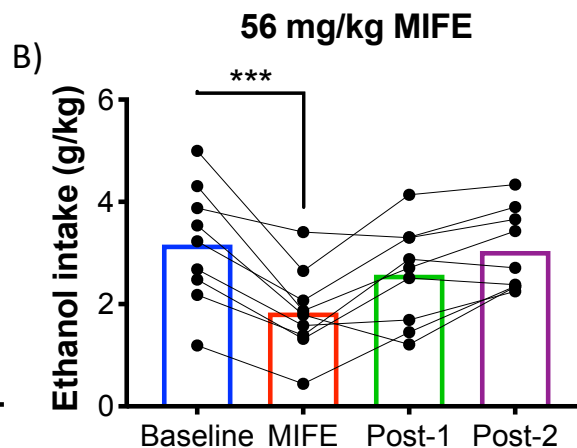 56 mg/kg MIFE
B)
***
Ethanol intake (g/kg)
6
4
2
0
Baseline MIFE Post-1 Post-2